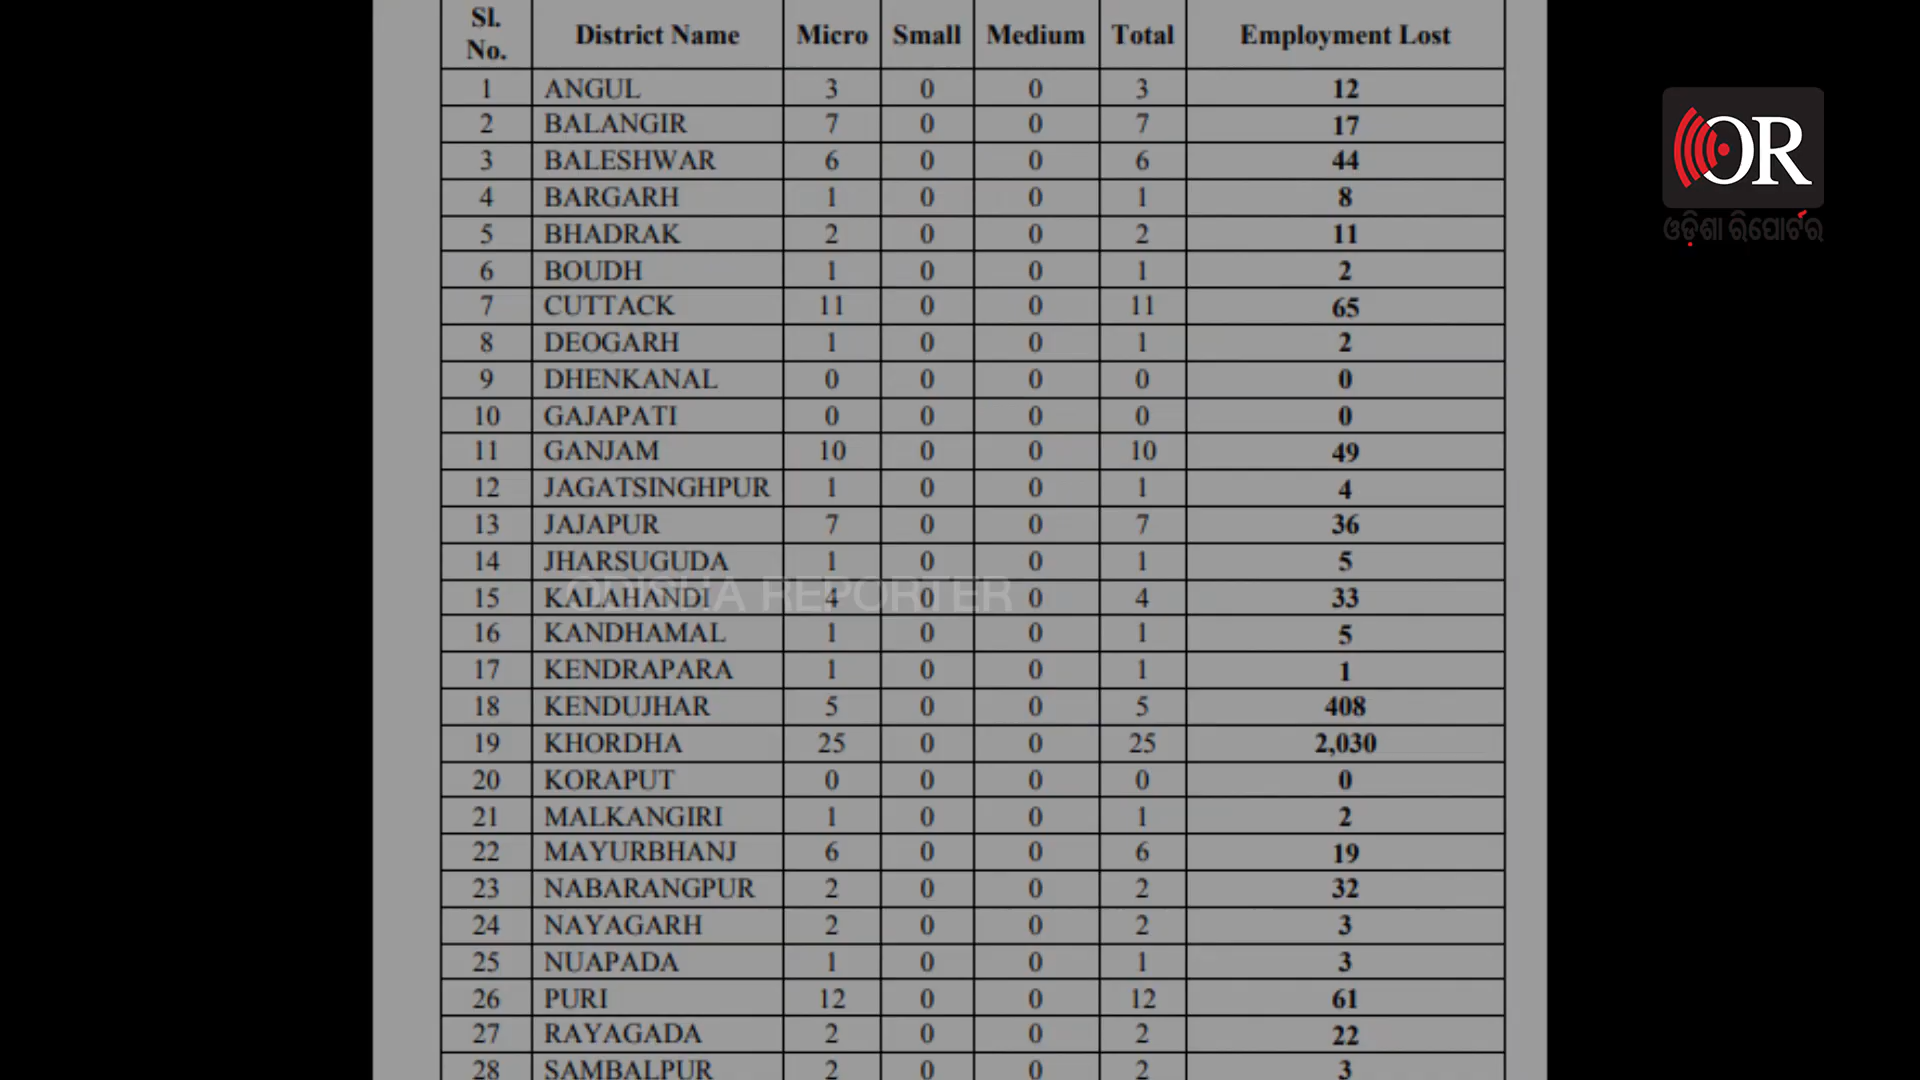 Sl. No. District Name Micro Small Medium Total Employment Lost
1 ANGUL 3 0 0 3 12
2 BALANGIR 7 0 0 7 17
3 BALESHWAR 6 0 0 6 44
4 BARGARH 1 0 0 1 8
5 BHADRAK 2 0 0 2 11
6 BOUDH 1 0 0 1 2
7 CUTTACK 11 0 0 11 65
8 DEOGARH 1 0 0 1 2
9 DHENKANAL 0 0 0 0 0
10 GAJAPATI 0 0 0 0 0
11 GANJAM 10 0 0 10 49
12 JAGATSINGHPUR 1 0 0 1 4
13 JAJAPUR 7 0 0 7 36
14 JHARSUGUDA 1 0 0 1 5
15 KALAHANDI 4 0 0 4 33
16 KANDHAMAL 1 0 0 1 5
17 KENDRAPARA 1 0 0 1 1
18 KENDUJHAR 5 0 0 5 408
19 KHORDHA 25 0 0 25 2,030
20 KORAPUT 0 0 0 0 0
21 MALKANGIRI 1 0 0 1 2
22 MAYURBHANJ 6 0 0 6 19
23 NABARANGPUR 2 0 0 2 32
24 NAYAGARH 2 0 0 2 3
25 NUAPADA 1 0 0 1 3
26 PURI 12 0 0 12 61
27 RAYAGADA 2 0 0 2 22
28 SAMBALPUR 2 0 0 2 3
ODISHA REPORTER
OR
ଓଡ଼ିଶା ରିପୋର୍ଟର